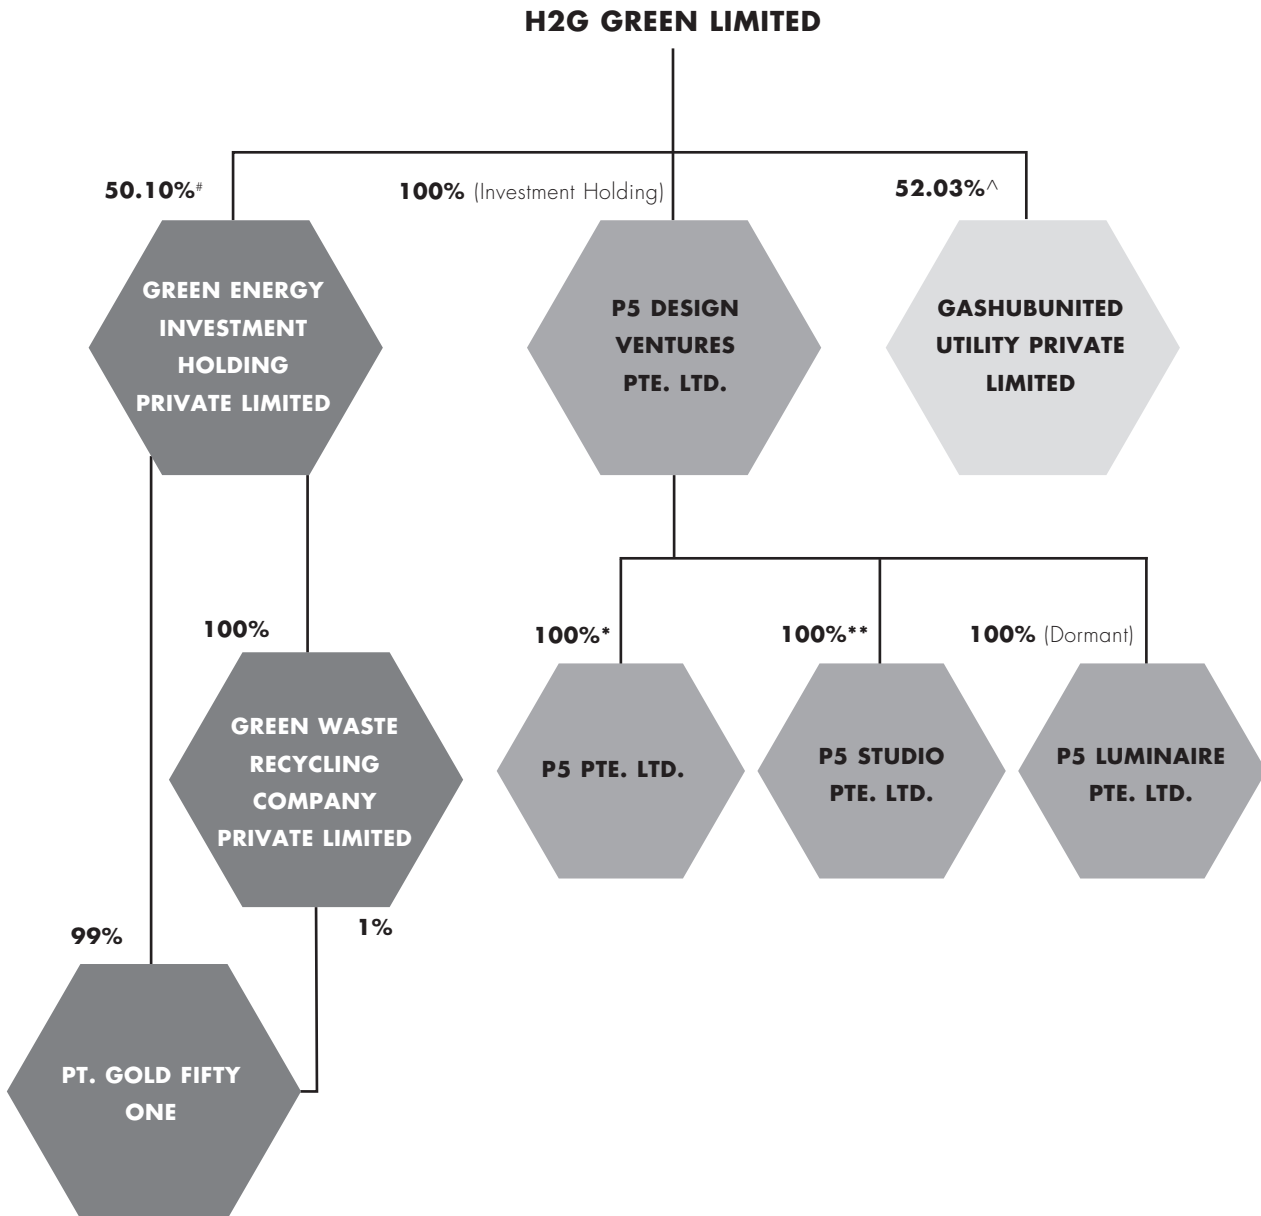 H2G GREEN LIMITED
50.10%#
100% (Investment Holding)
52.03%^
GREEN ENERGY
INVESTMENT
HOLDING
PRIVATE LIMITED
P5 DESIGN
VENTURES
PTE. LTD.
GASHUBUNITED
UTILITY PRIVATE
LIMITED
100%
100%*
100%**
100% (Dormant)
GREEN WASTE
RECYCLING
COMPANY
PRIVATE LIMITED
P5 PTE. LTD.
P5 STUDIO
PTE. LTD.
P5 LUMINAIRE
PTE. LTD.
99%
1%
PT. GOLD FIFTY
ONE